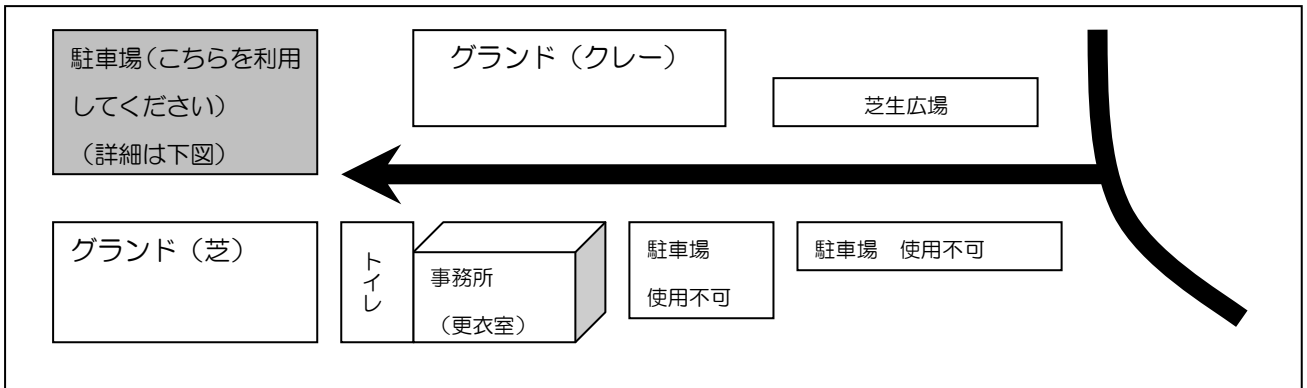 駐車場(こちらを利用
してください)
(詳細は下図)
グランド（クレー）
芝生広場
グランド（芝）
トイレ
事務所
（更衣室）
駐車場
使用不可
駐車場　使用不可